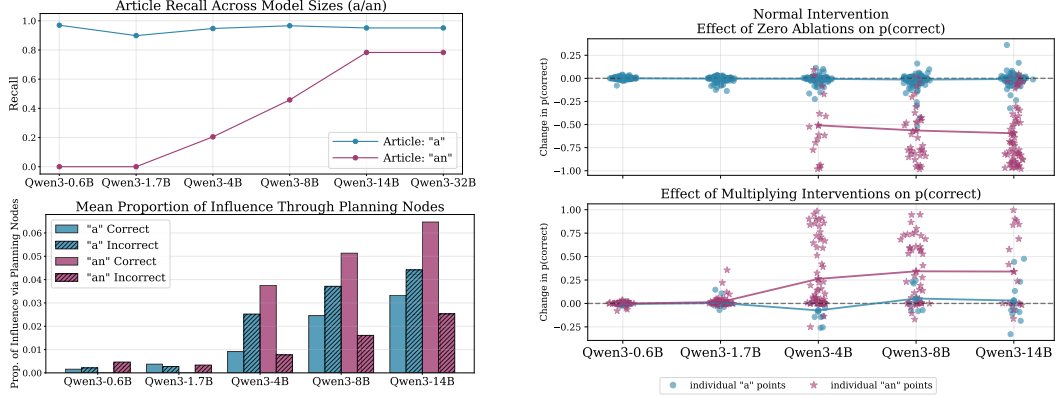 Article Recall Across Model Sizes (a/an)
Recall
1.0
0.8
0.6
0.4
0.2
0.0
Article: "a"
Article: "an"
Qwen3-0.6B Qwen3-1.7B Qwen3-4B Qwen3-8B Qwen3-14B Qwen3-32B
Mean Proportion of Influence Through Planning Nodes
Prop. of Influence via Planning Nodes
0.06
0.05
0.04
0.03
0.02
0.01
0.00
"a" Correct
"a" Incorrect
"an" Correct
"an" Incorrect
Qwen3-0.6B Qwen3-1.7B Qwen3-4B Qwen3-8B Qwen3-14B
Normal Intervention
Effect of Zero Ablations on p(correct)
Change in p(correct)
0.25
0.00
−0.25
−0.50
−0.75
−1.00
Effect of Multiplying Interventions on p(correct)
Change in p(correct)
1.00
0.75
0.50
0.25
0.00
−0.25
Qwen3-0.6B Qwen3-1.7B Qwen3-4B Qwen3-8B Qwen3-14B
individual "a" points
individual "an" points